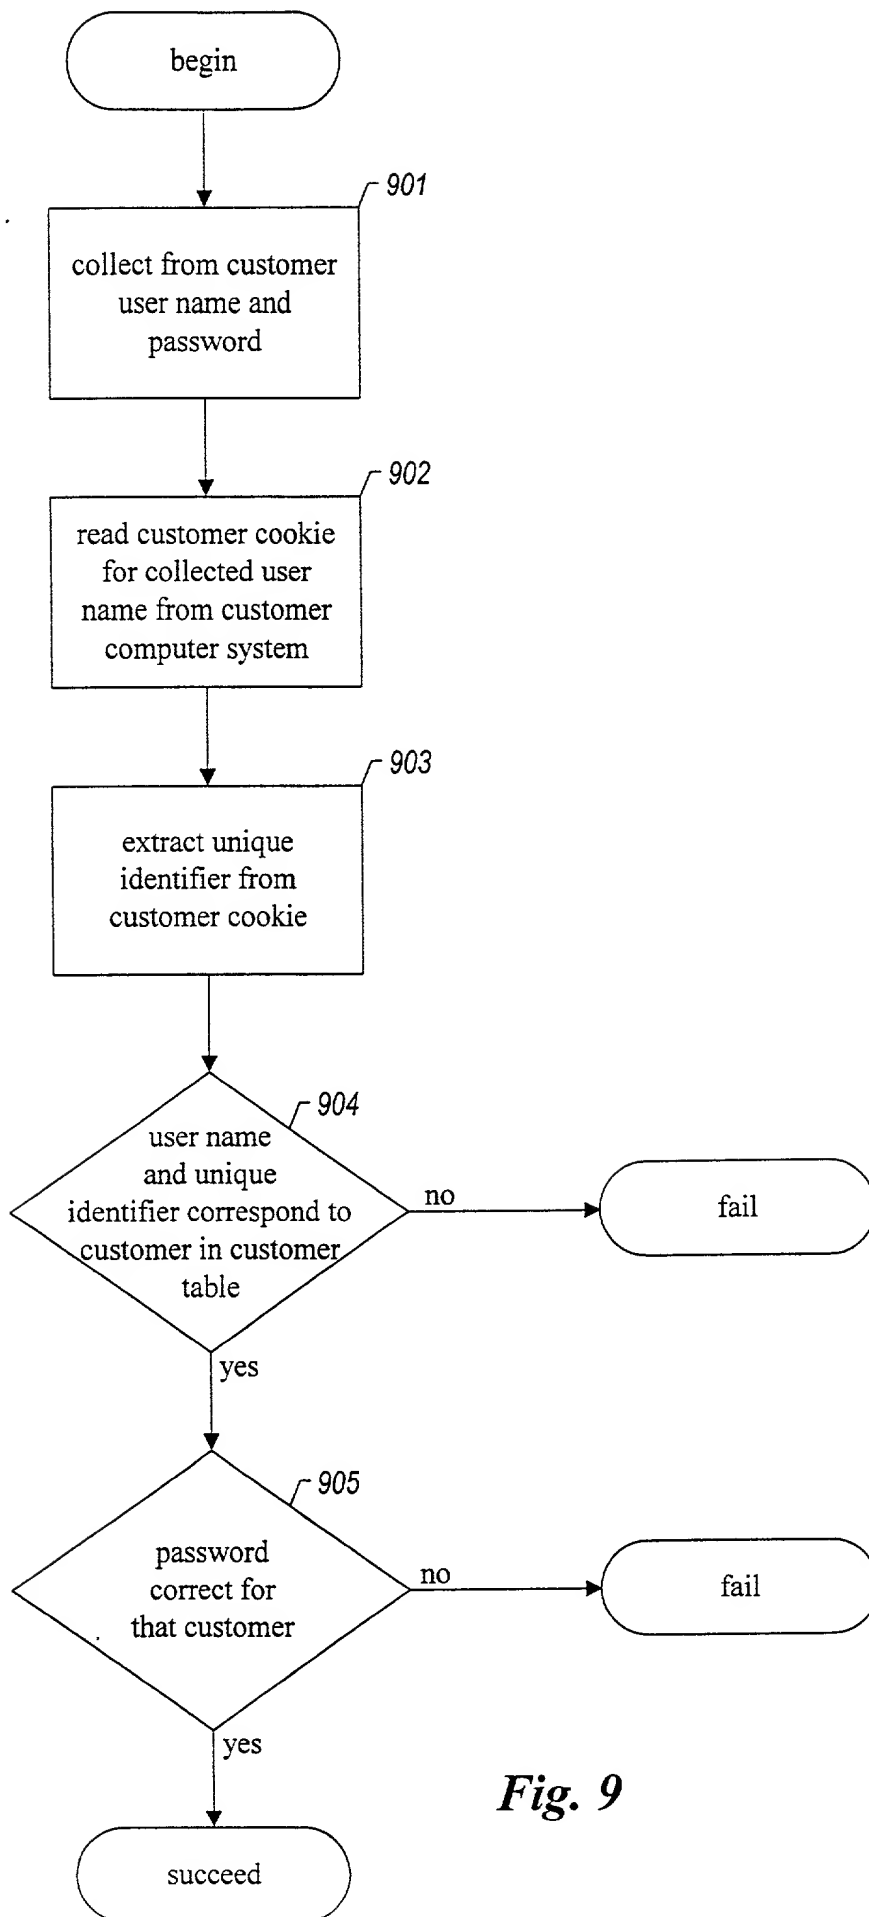 begin
901
collect from customer
user name and
password
902
read customer cookie
for collected user
name from customer
computer system
903
extract unique
identifier from
customer cookie
904
user name
and unique
identifier correspond to
customer in customer
table
no
fail
yes
905
password
correct for
that customer
no
fail
yes
succeed
Fig. 9